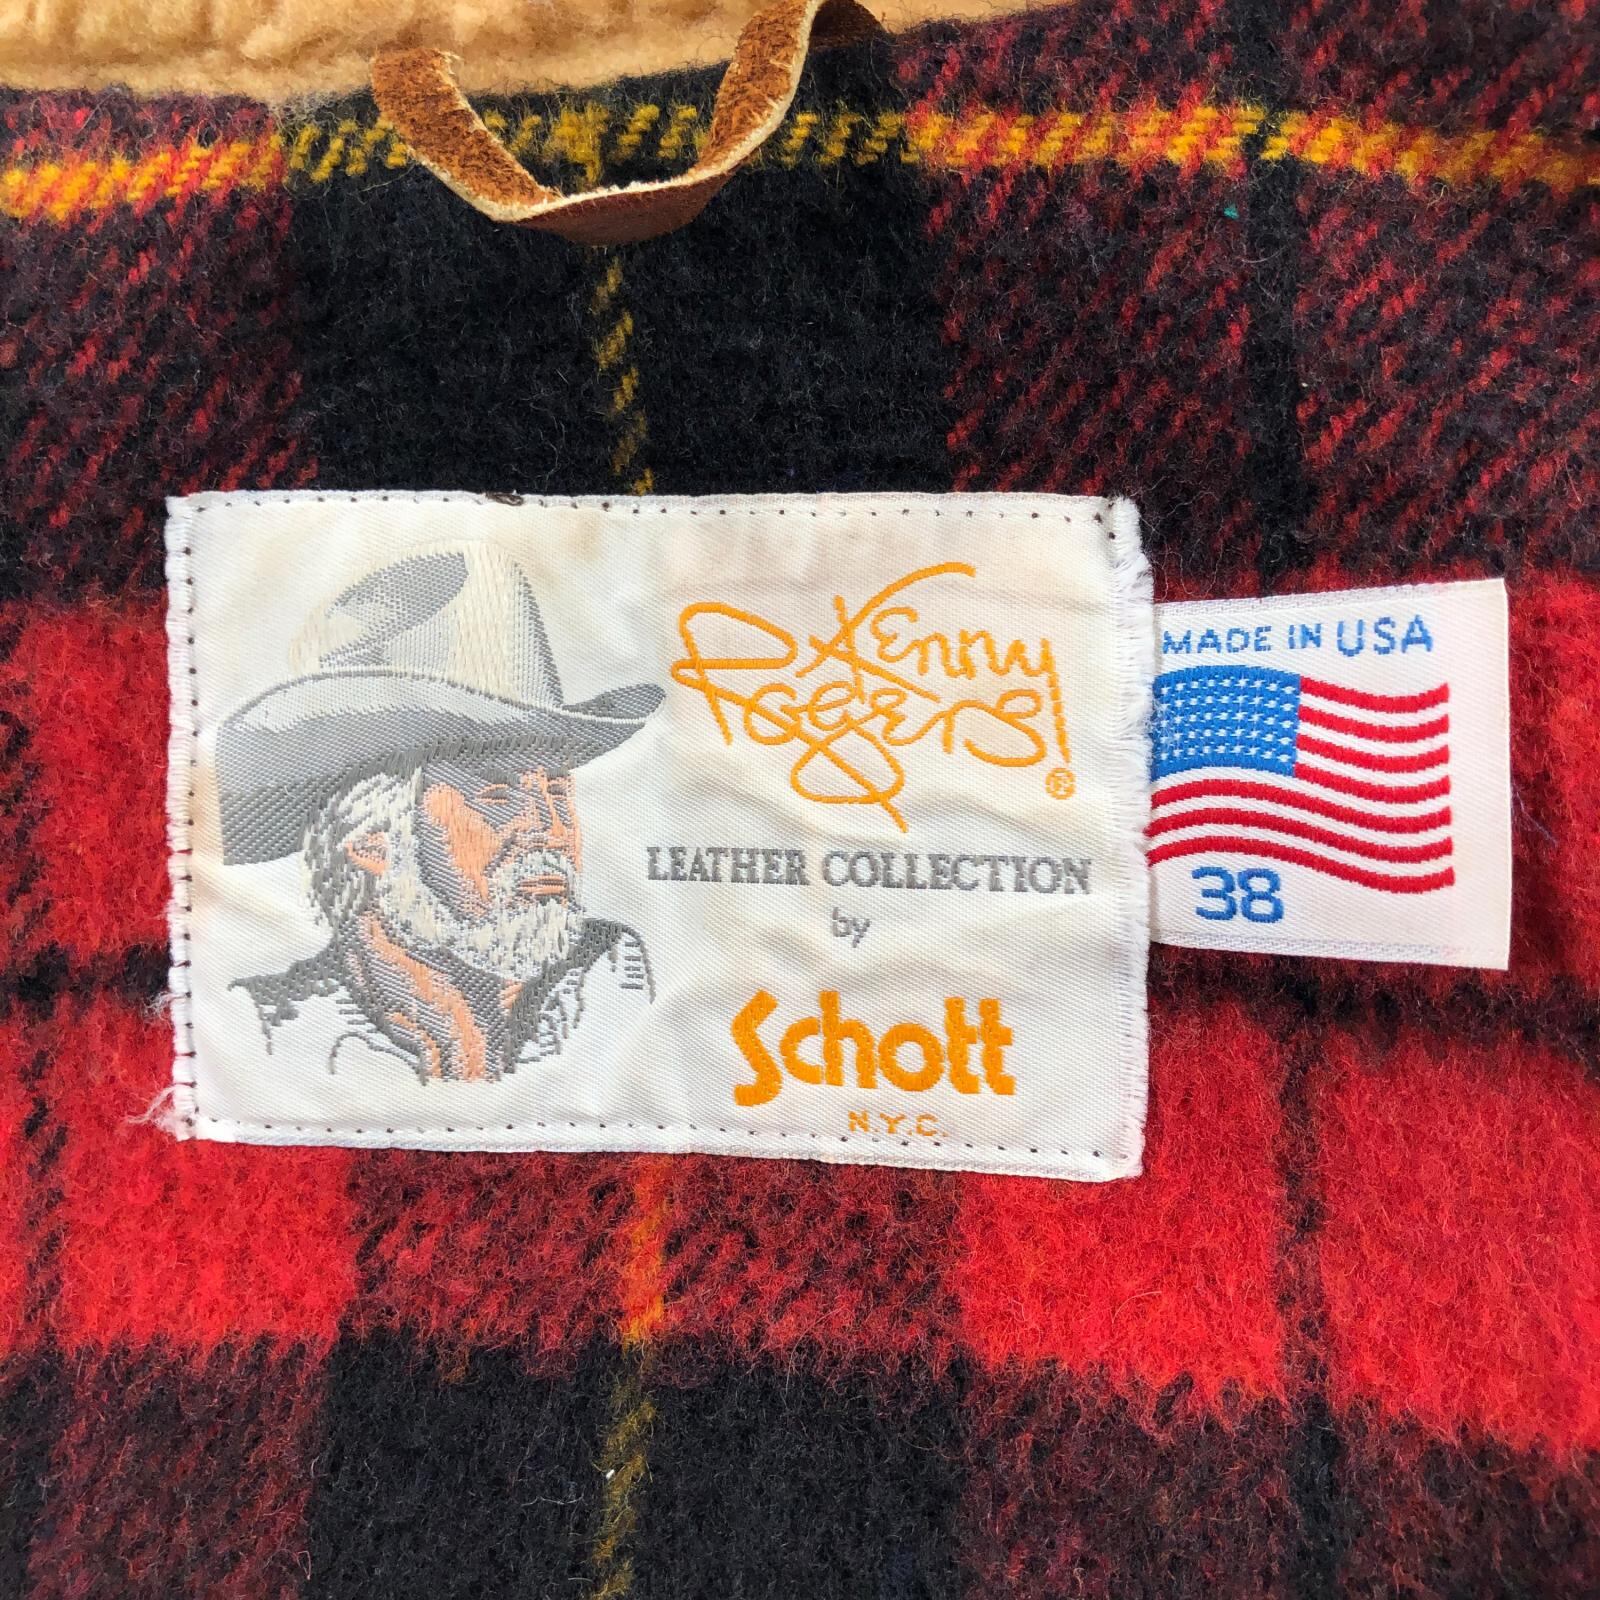 Kenny
Rogers ®
LEATHER COLLECTION
by
Schott
N.Y.C.
MADE IN USA
38